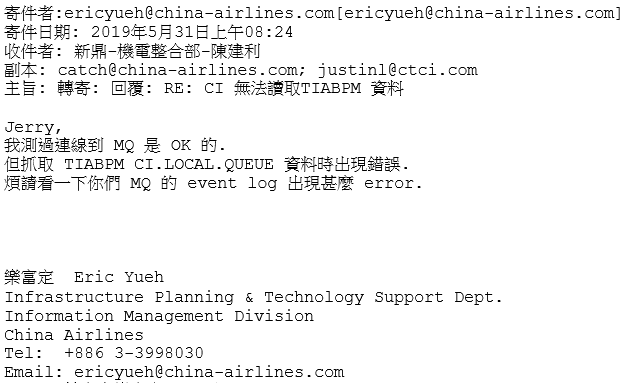 寄件者:ericyueh@china-airlines.com[ericyueh@china-airlines.com]
寄件日期: 2019年5月31日上午08:24
收件者: 新鼎-機電整合部-陳建利
副本: catch@china-airlines.com; justinl@ctci.com
主旨: 轉寄: 回覆: RE: CI 無法讀取TIABPM 資料
Jerry,
我測過連線到 MQ 是 OK 的.
但抓取 TIABPM CI.LOCAL.QUEUE 資料時出現錯誤.
煩請看一下你們 MQ 的 event log 出現甚麼 error.
樂富定  Eric Yueh
Infrastructure Planning & Technology Support Dept.
Information Management Division
China Airlines
Tel:  +886 3-3998030
Email: ericyueh@china-airlines.com